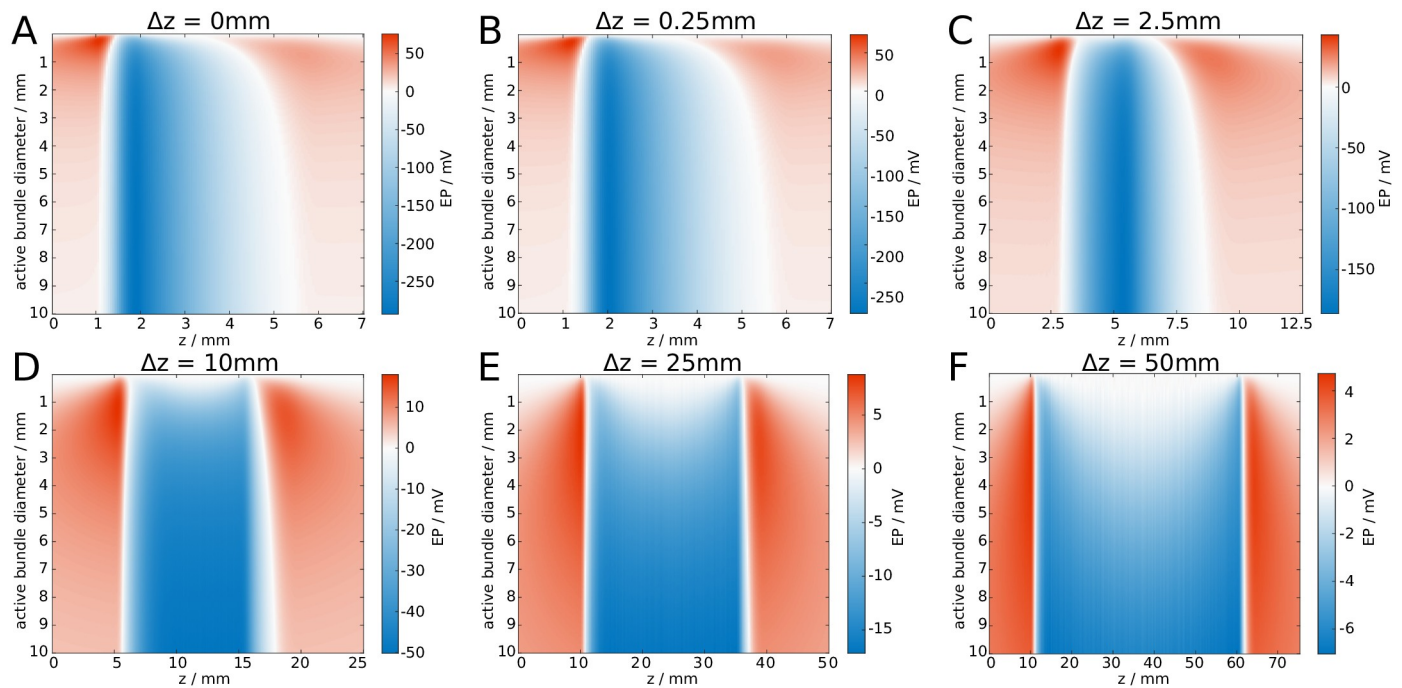 A
Δz = 0mm
active bundle diameter / mm
1
2
3
4
5
6
7
8
9
10
0 1 2 3 4 5 6 7
z / mm
50
0
-50
-100
-150
-200
-250
EP / mV
B
Δz = 0.25mm
active bundle diameter / mm
1
2
3
4
5
6
7
8
9
10
0 1 2 3 4 5 6 7
z / mm
50
0
-50
-100
-150
-200
-250
EP / mV
C
Δz = 2.5mm
active bundle diameter / mm
1
2
3
4
5
6
7
8
9
10
0 2.5 5 7.5 10 12.5
z / mm
0
-50
-100
-150
EP / mV
D
Δz = 10mm
active bundle diameter / mm
1
2
3
4
5
6
7
8
9
10
0 5 10 15 20 25
z / mm
10
0
-10
-20
-30
-40
-50
EP / mV
E
Δz = 25mm
active bundle diameter / mm
1
2
3
4
5
6
7
8
9
10
0 10 20 30 40 50
z / mm
5
0
-5
-10
-15
EP / mV
F
Δz = 50mm
active bundle diameter / mm
1
2
3
4
5
6
7
8
9
10
0 10 20 30 40 50 60 70
z / mm
4
2
0
-2
-4
-6
EP / mV